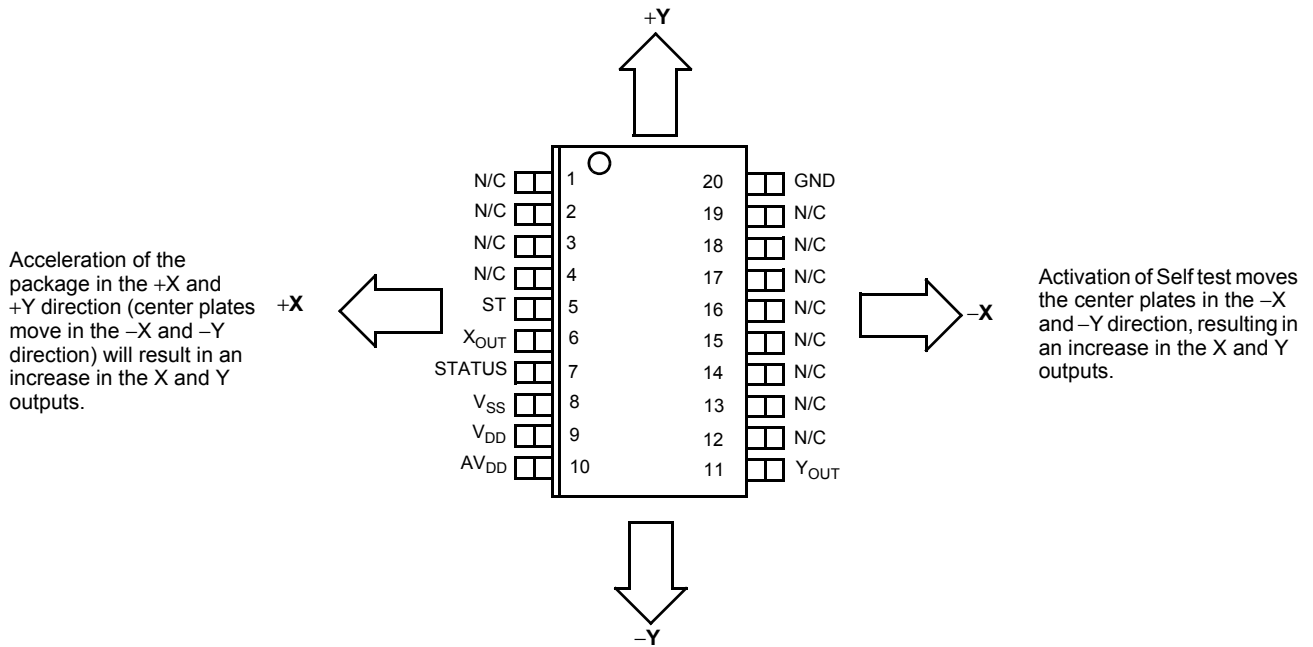 +Y
N/C 1 20 GND
N/C 2 19 N/C
N/C 3 18 N/C
N/C 4 17 N/C
ST 5 16 N/C
XOUT 6 15 N/C
STATUS 7 14 N/C
VSS 8 13 N/C
VDD 9 12 N/C
AVDD 10 11 YOUT
Acceleration of the
package in the +X and
+Y direction (center plates
move in the –X and –Y
direction) will result in an
increase in the X and Y
outputs.
+X
–X
Activation of Self test moves
the center plates in the –X
and –Y direction, resulting in
an increase in the X and Y
outputs.
–Y